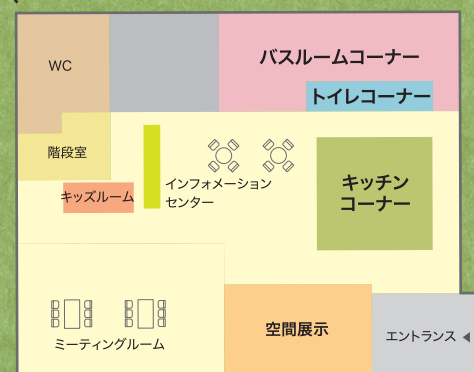 WC
バスルームコーナー
トイレコーナー
階段室
キッズルーム
インフォメーション
センター
キッチン
コーナー
ミーティングルーム
空間展示
エントランス